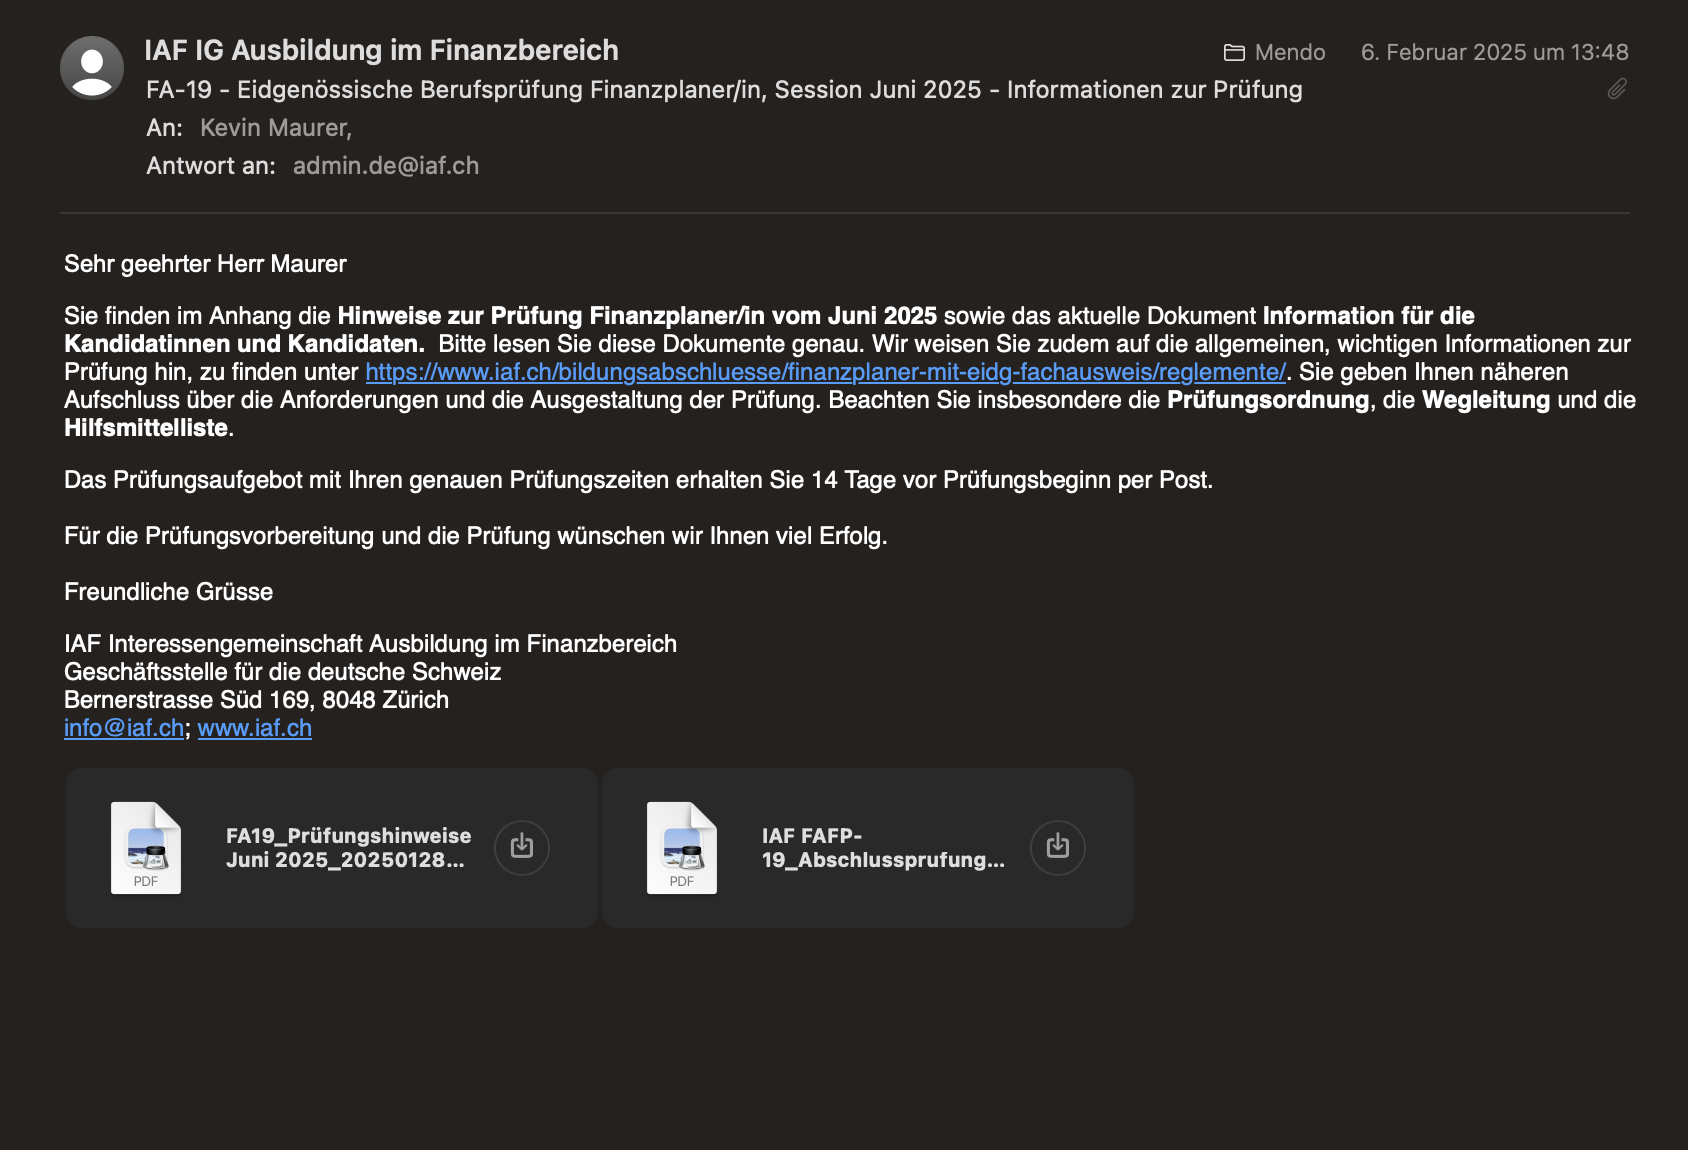 IAF IG Ausbildung im Finanzbereich
Mendo
6. Februar 2025 um 13:48
FA-19 - Eidgenössische Berufsprüfung Finanzplaner/in, Session Juni 2025 - Informationen zur Prüfung
An: Kevin Maurer,
Antwort an: admin.de@iaf.ch
Sehr geehrter Herr Maurer
Sie finden im Anhang die Hinweise zur Prüfung Finanzplaner/in vom Juni 2025 sowie das aktuelle Dokument Information für die
Kandidatinnen und Kandidaten.  Bitte lesen Sie diese Dokumente genau. Wir weisen Sie zudem auf die allgemeinen, wichtigen Informationen zur
Prüfung hin, zu finden unter https://www.iaf.ch/bildungsabschluesse/finanzplaner-mit-eidg-fachausweis/reglemente/. Sie geben Ihnen näheren
Aufschluss über die Anforderungen und die Ausgestaltung der Prüfung. Beachten Sie insbesondere die Prüfungsordnung, die Wegleitung und die
Hilfsmittelliste.
Das Prüfungsaufgebot mit Ihren genauen Prüfungszeiten erhalten Sie 14 Tage vor Prüfungsbeginn per Post.
Für die Prüfungsvorbereitung und die Prüfung wünschen wir Ihnen viel Erfolg.
Freundliche Grüsse
IAF Interessengemeinschaft Ausbildung im Finanzbereich
Geschäftsstelle für die deutsche Schweiz
Bernerstrasse Süd 169, 8048 Zürich
info@iaf.ch; www.iaf.ch
PDF
FA19_Prüfungshinweise
Juni 2025_20250128...
PDF
IAF FAFP-
19_Abschlussprufung...